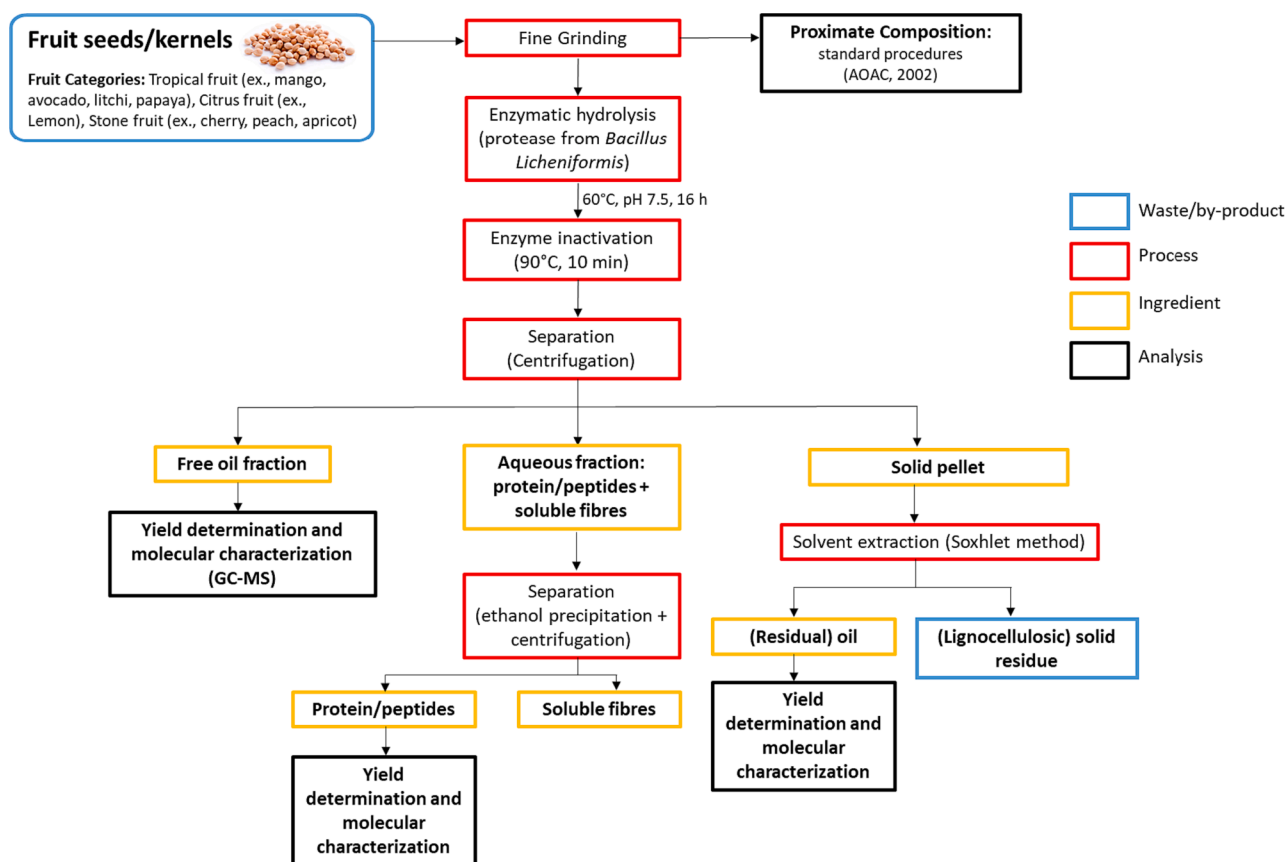 Fruit seeds/kernels
Fruit Categories: Tropical fruit (ex., mango,
avocado, litchi, papaya), Citrus fruit (ex.,
Lemon), Stone fruit (ex., cherry, peach, apricot)
Fine Grinding
Proximate Composition:
standard procedures
(AOAC, 2002)
Enzymatic hydrolysis
(protease from Bacillus
Licheniformis)
60°C, pH 7.5, 16 h
Enzyme inactivation
(90°C, 10 min)
Separation
(Centrifugation)
Waste/by-product
Process
Ingredient
Analysis
Free oil fraction
Yield determination and
molecular characterization
(GC-MS)
Aqueous fraction:
protein/peptides +
soluble fibres
Separation
(ethanol precipitation +
centrifugation)
Protein/peptides
Soluble fibres
Yield
determination and
molecular
characterization
Solid pellet
Solvent extraction (Soxhlet method)
(Residual) oil
(Lignocellulosic) solid
residue
Yield
determination and
molecular
characterization